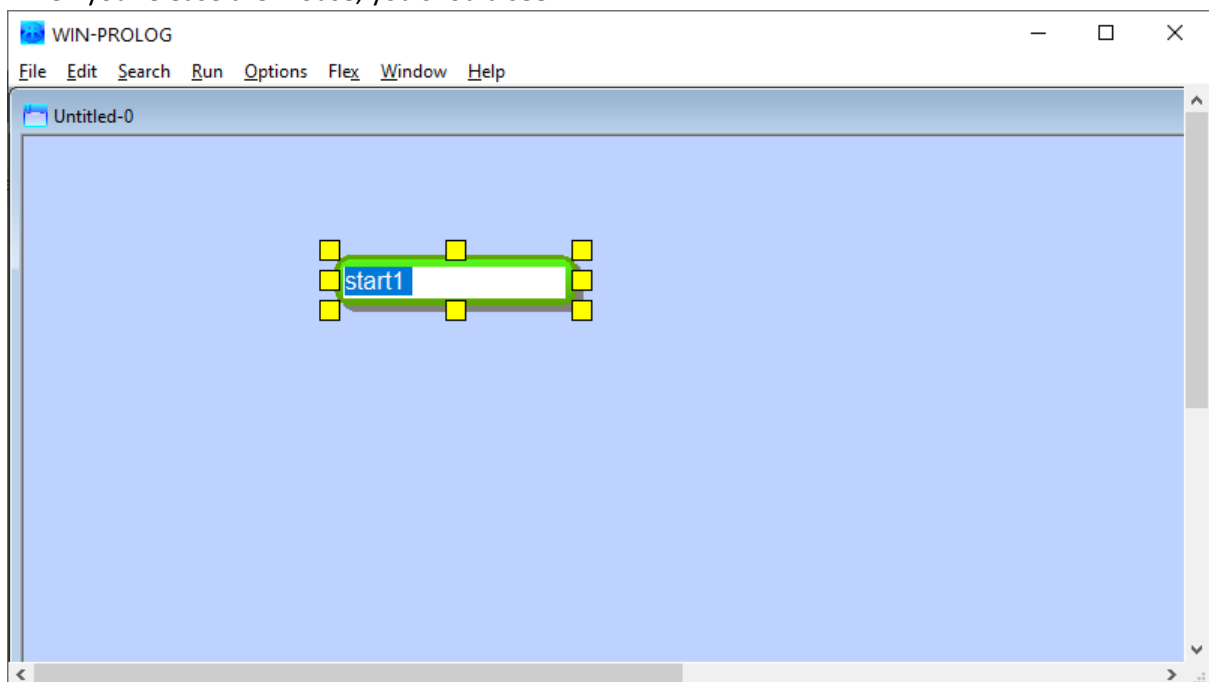 WIN-PROLOG
File Edit Search Run Options Flex Window Help
Untitled-0
start1